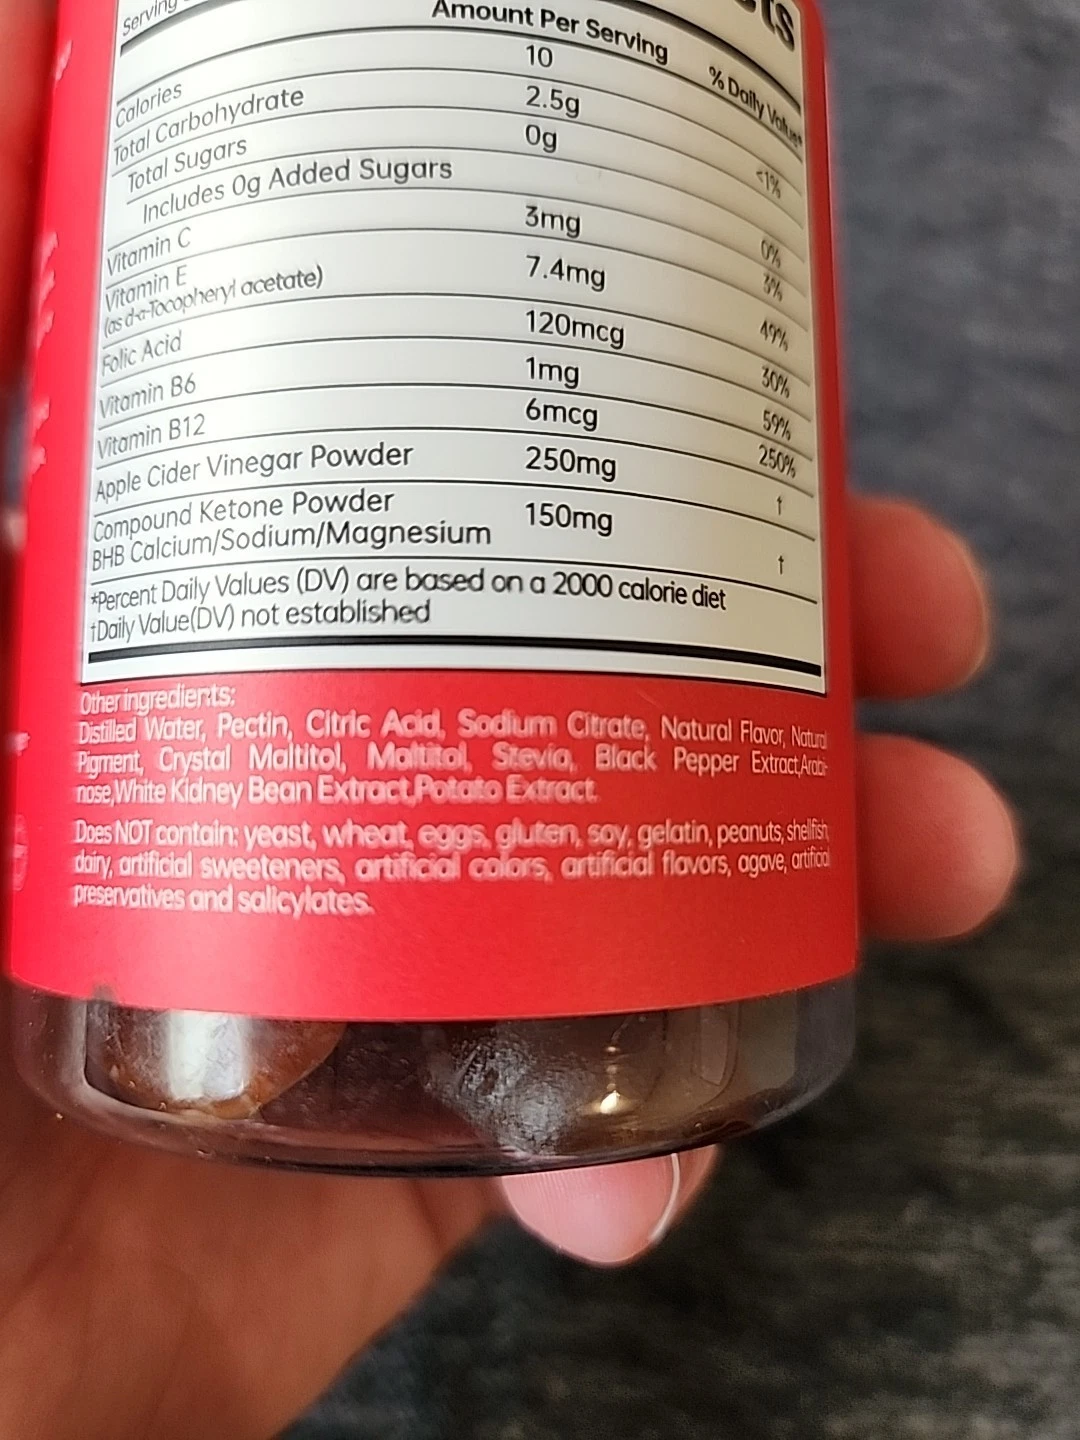 Serving
Amount Per Serving
% Daily Value*
Calories 10
Total Carbohydrate 2.5g <1%
Total Sugars 0g
Includes 0g Added Sugars 0%
Vitamin C 3mg 3%
Vitamin E 7.4mg 49%
(as d-a-Tocopheryl acetate)
Folic Acid 120mcg 30%
Vitamin B6 1mg 59%
Vitamin B12 6mcg 250%
Apple Cider Vinegar Powder 250mg †
Compound Ketone Powder 150mg †
BHB Calcium/Sodium/Magnesium
*Percent Daily Values (DV) are based on a 2000 calorie diet
†Daily Value(DV) not established
Other ingredients:
Distilled Water, Pectin, Citric Acid, Sodium Citrate, Natural Flavor, Natural
Pigment, Crystal Maltitol, Maltitol, Stevia, Black Pepper Extract,Arabi-
nose,White Kidney Bean Extract,Potato Extract.
Does NOT contain: yeast, wheat, eggs, gluten, soy, gelatin, peanuts, shellfish,
dairy, artificial sweeteners, artificial colors, artificial flavors, agave, artificial
preservatives and salicylates.